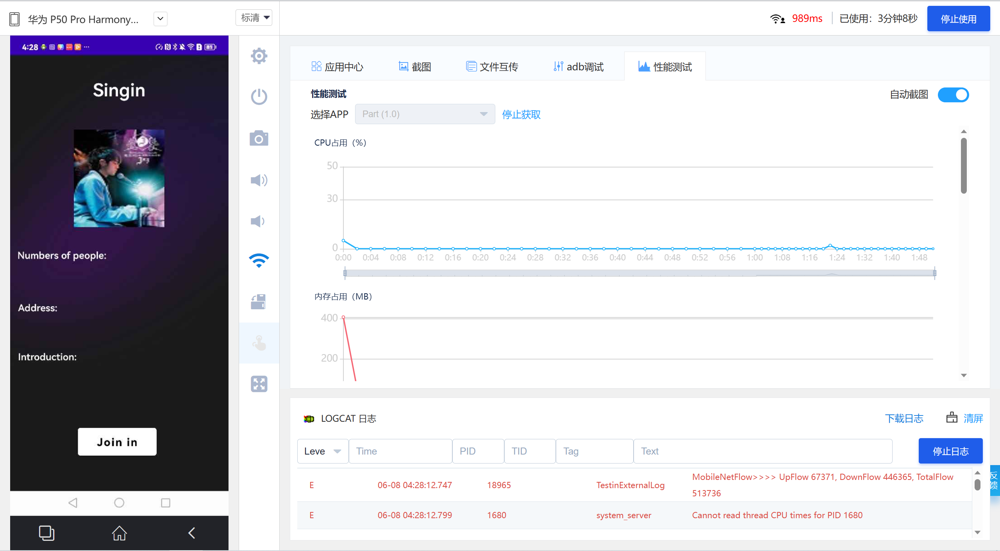 华为 P50 Pro Harmony...
标清
989ms
已使用：3分钟8秒
停止使用
4:28
81
Singin
Numbers of people:
Address:
Introduction:
Join in
应用中心
截图
文件互传
adb调试
性能测试
性能测试
自动截图
选择APP
Part (1.0)
停止获取
CPU占用（%）
50
30
0
0:00 0:04 0:08 0:12 0:16 0:20 0:24 0:28 0:32 0:36 0:40 0:44 0:48 0:52 0:56 1:00 1:08 1:16 1:24 1:32 1:40 1:48
内存占用（MB）
400
200
LOGCAT 日志
下载日志
清屏
Leve
Time
PID
TID
Tag
Text
停止日志
E 06-08 04:28:12.747 18965 TestinExternalLog MobileNetFlow>>>> UpFlow 67371, DownFlow 446365, TotalFlow
513736
E 06-08 04:28:12.799 1680 system_server Cannot read thread CPU times for PID 1680
反
馈